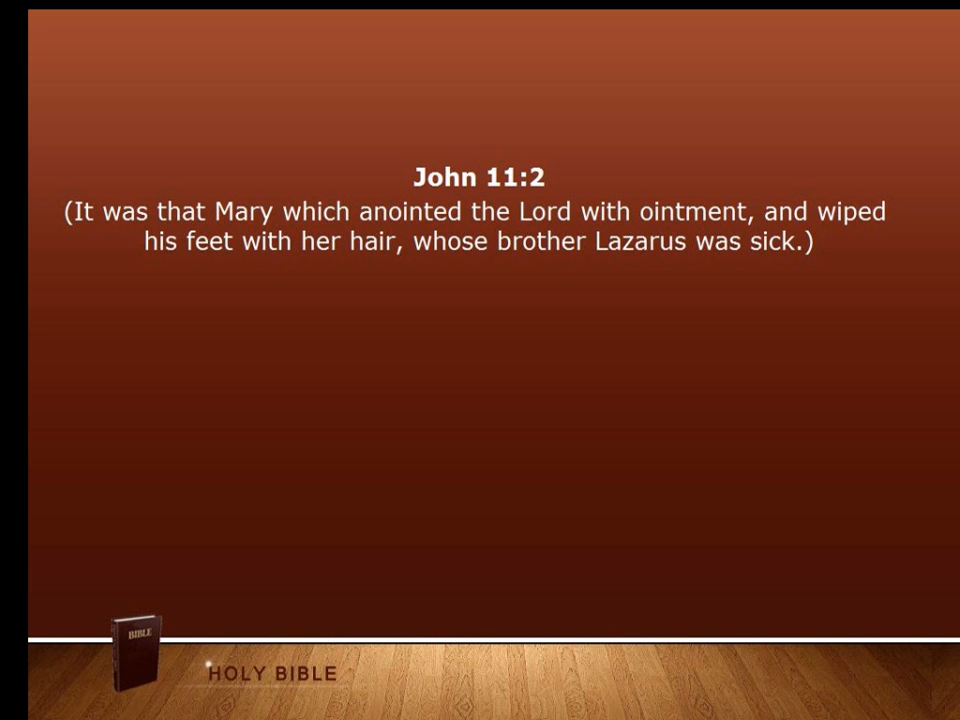 John 11:2
(It was that Mary which anointed the Lord with ointment, and wiped
his feet with her hair, whose brother Lazarus was sick.)
BIBLE
HOLY BIBLE